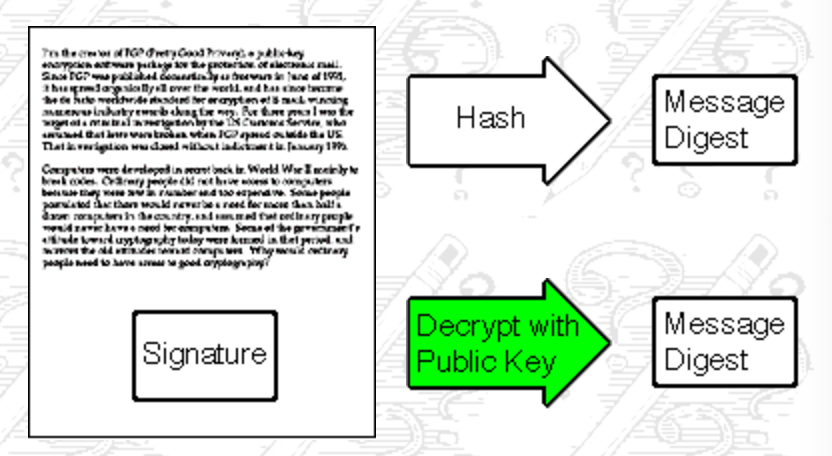 I'm the creator of PGP (Pretty Good Privacy), a public-key
encryption software package for the protection of electronic mail.
Since PGP was published domestically as freeware in June of 1991,
it has spread organically all over the world, and has since become
the de facto worldwide standard for encryption of E-mail, winning
numerous industry awards along the way. For three years I was the
target of a criminal investigation by the US Customs Service, who
assumed that laws were broken when PGP spread outside the US.
That investigation was closed without indictment in January 1996.
Computers were developed in secret back in World War II mainly to
break codes. Ordinary people did not have access to computers
because they were few in number and too expensive. Some people
postulated that there would never be a need for more than half a
dozen computers in the country, and assumed that ordinary people
would never have a need for computers. Some of the government's
attitude toward cryptography today were formed in that period, and
mirrors the old attitudes toward computers. Why would ordinary
people need to have access to good cryptography?
Signature
Hash
Message
Digest
Decrypt with
Public Key
Message
Digest